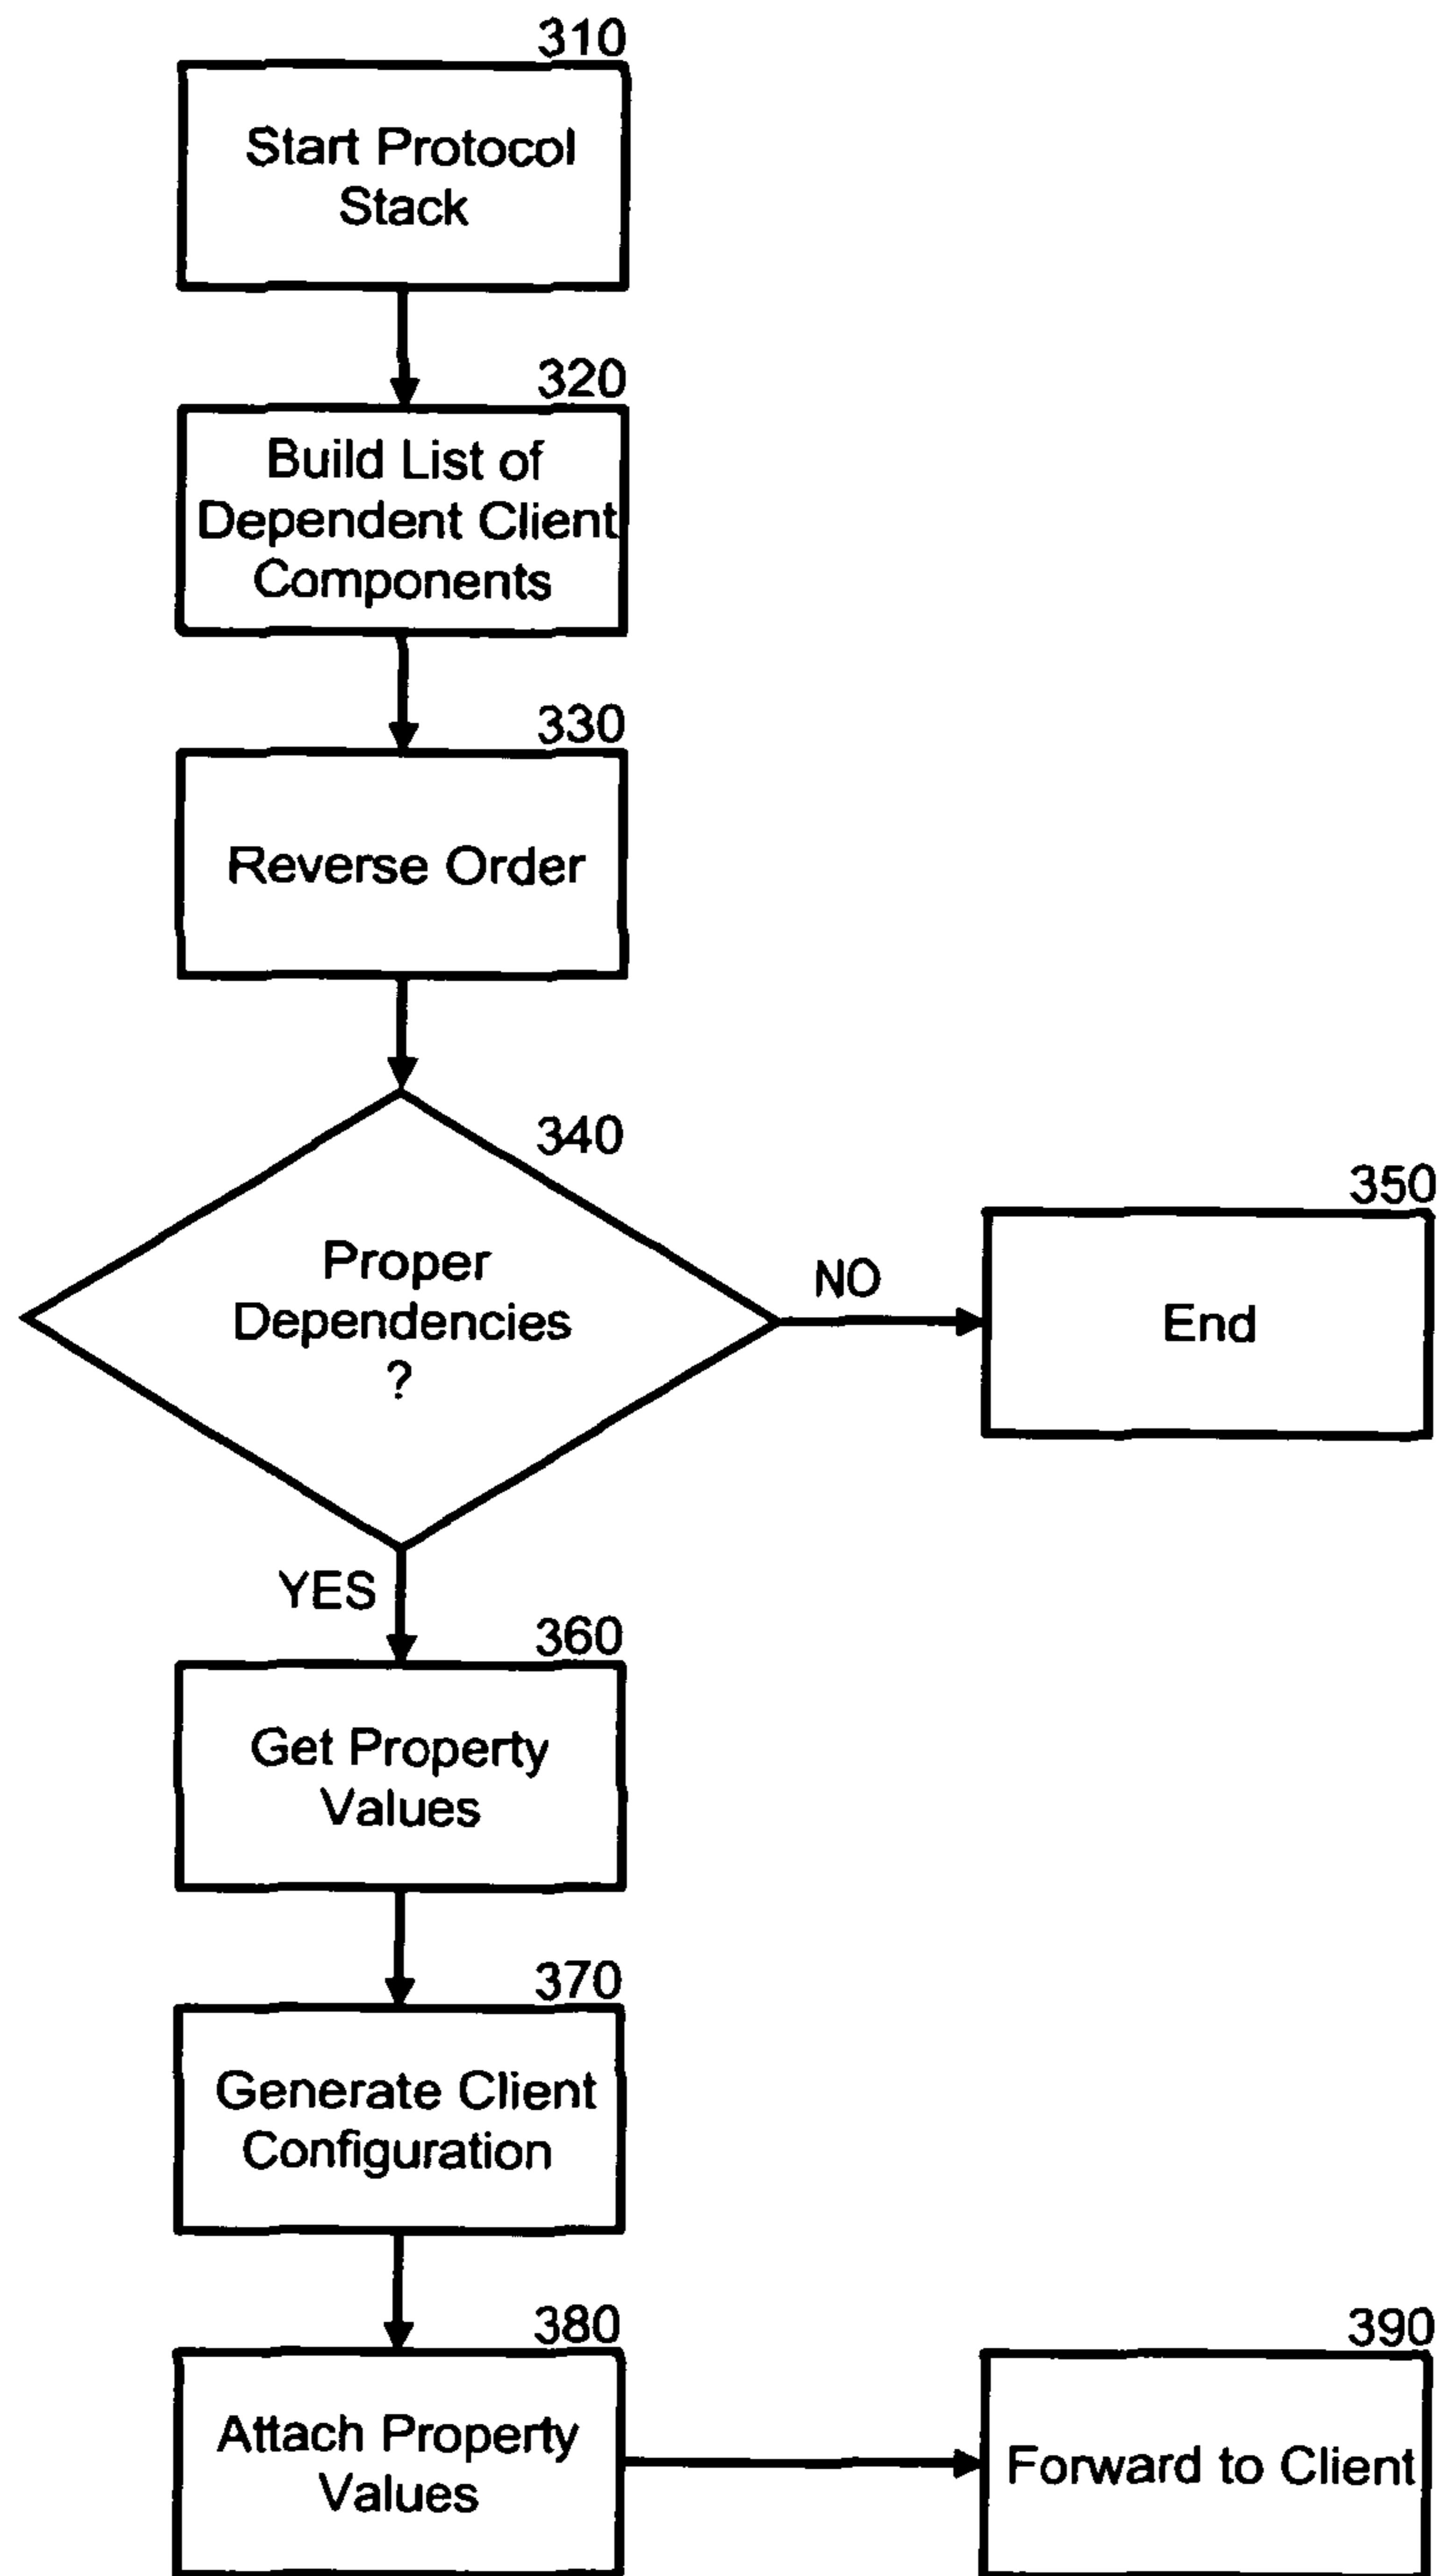 310
Start Protocol
Stack
320
Build List of
Dependent Client
Components
330
Reverse Order
340
Proper
Dependencies
?
NO
350
End
YES
360
Get Property
Values
370
Generate Client
Configuration
380
Attach Property
Values
390
Forward to Client